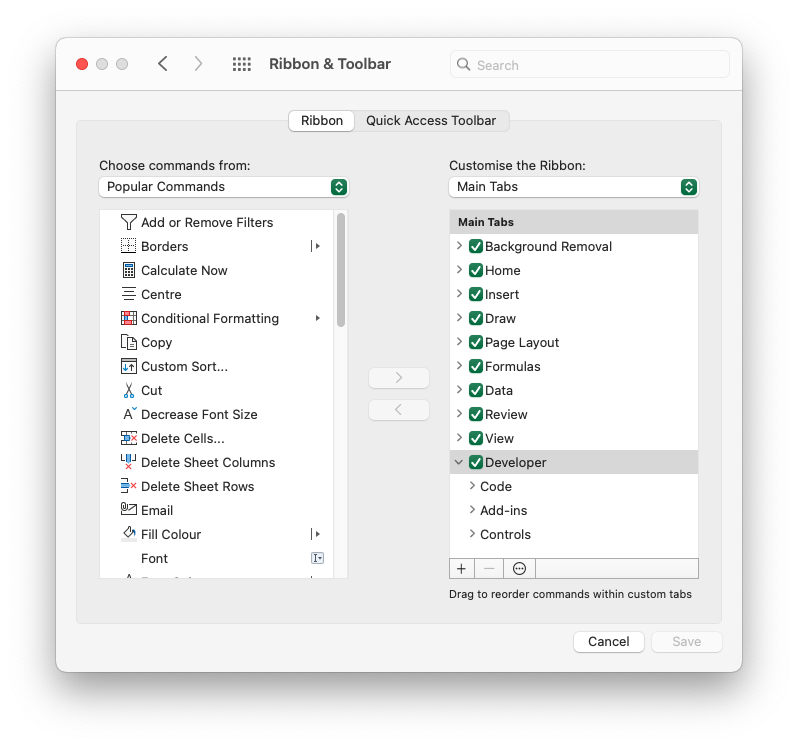 Ribbon & Toolbar
Search
Ribbon
Quick Access Toolbar
Choose commands from:
Popular Commands
Add or Remove Filters
Borders
Calculate Now
Centre
Conditional Formatting
Copy
Custom Sort...
Cut
Decrease Font Size
Delete Cells...
Delete Sheet Columns
Delete Sheet Rows
Email
Fill Colour
Font
Customise the Ribbon:
Main Tabs
Main Tabs
Background Removal
Home
Insert
Draw
Page Layout
Formulas
Data
Review
View
Developer
Code
Add-ins
Controls
Drag to reorder commands within custom tabs
Cancel
Save